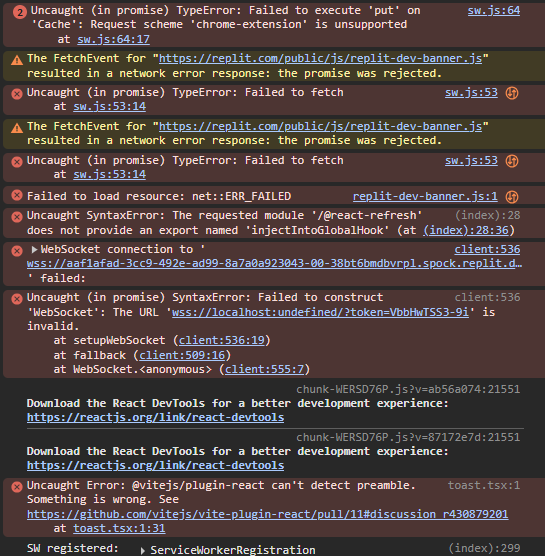 2 Uncaught (in promise) TypeError: Failed to execute 'put' on sw.js:64
'Cache': Request scheme 'chrome-extension' is unsupported
at sw.js:64:17
The FetchEvent for "https://replit.com/public/js/replit-dev-banner.js"
resulted in a network error response: the promise was rejected.
Uncaught (in promise) TypeError: Failed to fetch sw.js:53
at sw.js:53:14
The FetchEvent for "https://replit.com/public/js/replit-dev-banner.js"
resulted in a network error response: the promise was rejected.
Uncaught (in promise) TypeError: Failed to fetch sw.js:53
at sw.js:53:14
Failed to load resource: net::ERR_FAILED replit-dev-banner.js:1
Uncaught SyntaxError: The requested module '/@react-refresh' (index):28
does not provide an export named 'injectIntoGlobalHook' (at (index):28:36)
WebSocket connection to ' client:536
wss://aaf1afad-3cc9-492e-ad99-8a7a0a923043-00-38bt6bmdbvrpl.spock.replit.d…
' failed:
Uncaught (in promise) SyntaxError: Failed to construct client:536
'WebSocket': The URL 'wss://localhost:undefined/?token=VbbHwTSS3-9i' is
invalid.
at setupWebSocket (client:536:19)
at fallback (client:509:16)
at WebSocket.<anonymous> (client:555:7)
chunk-WERSD76P.js?v=ab56a074:21551
Download the React DevTools for a better development experience:
https://reactjs.org/link/react-devtools
chunk-WERSD76P.js?v=87172e7d:21551
Download the React DevTools for a better development experience:
https://reactjs.org/link/react-devtools
Uncaught Error: @vitejs/plugin-react can't detect preamble. toast.tsx:1
Something is wrong. See
https://github.com/vitejs/vite-plugin-react/pull/11#discussion_r430879201
at toast.tsx:1:31
SW registered: ServiceWorkerRegistration (index):299